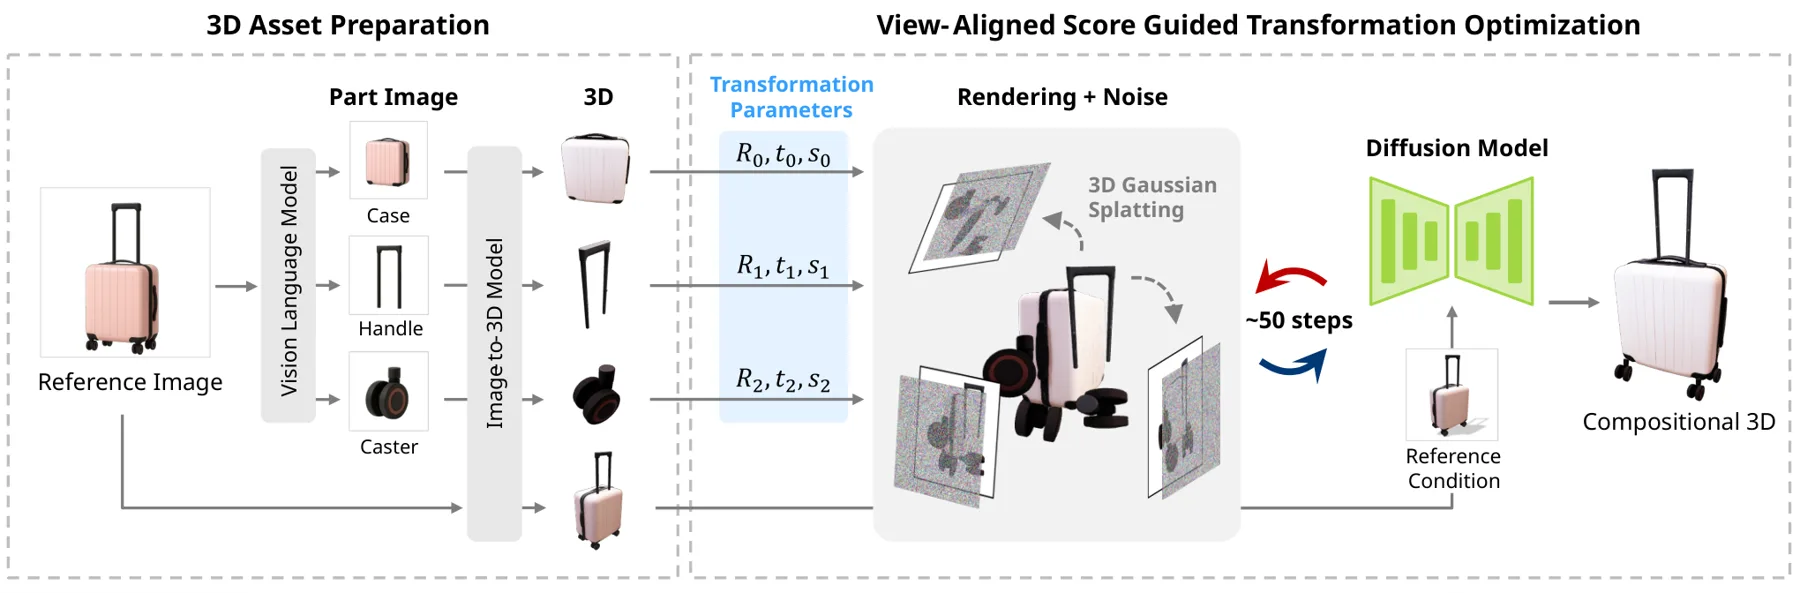 3D Asset Preparation
View-Aligned Score Guided Transformation Optimization
Part Image
3D
Transformation
Parameters
Rendering + Noise
Diffusion Model
Reference Image
Vision Language Model
Case
Handle
Caster
Image-to-3D Model
R₀, t₀, s₀
R₁, t₁, s₁
R₂, t₂, s₂
3D Gaussian
Splatting
~50 steps
Reference
Condition
Compositional 3D